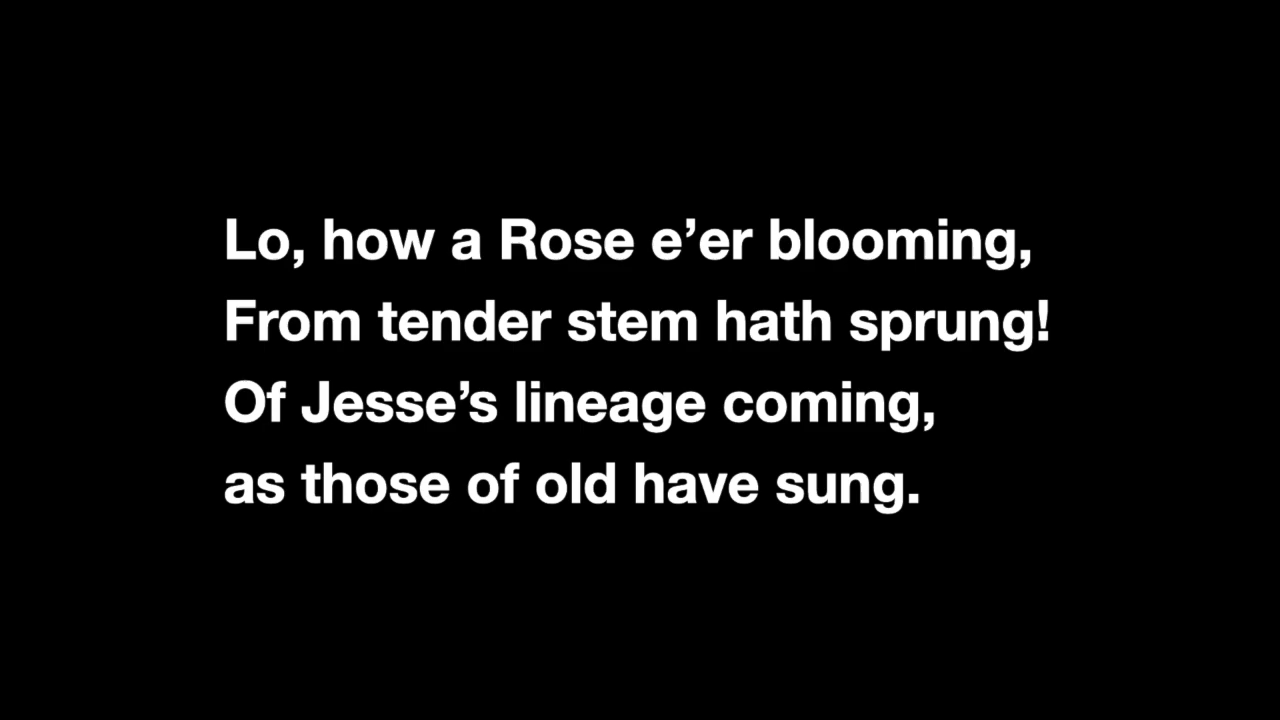 Lo, how a Rose e’er blooming,
From tender stem hath sprung!
Of Jesse’s lineage coming,
as those of old have sung.